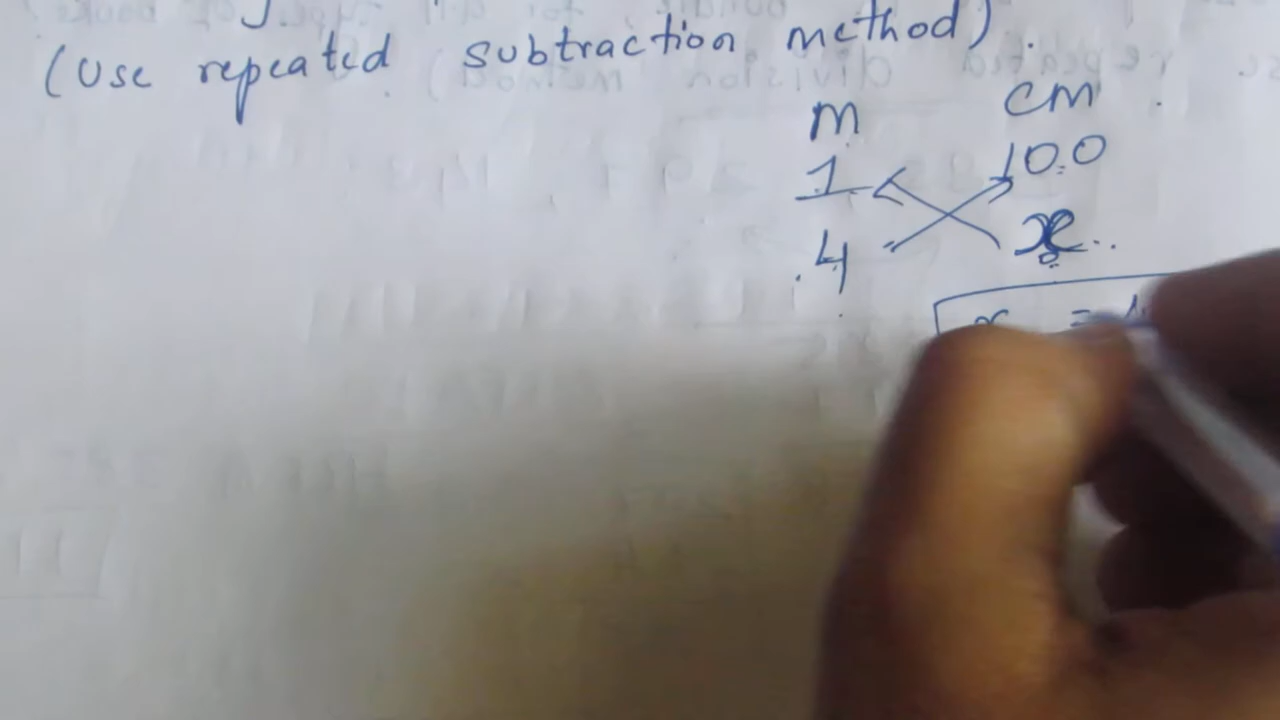 (Use repeated subtraction method).
m cm
1 100
4 x
x =